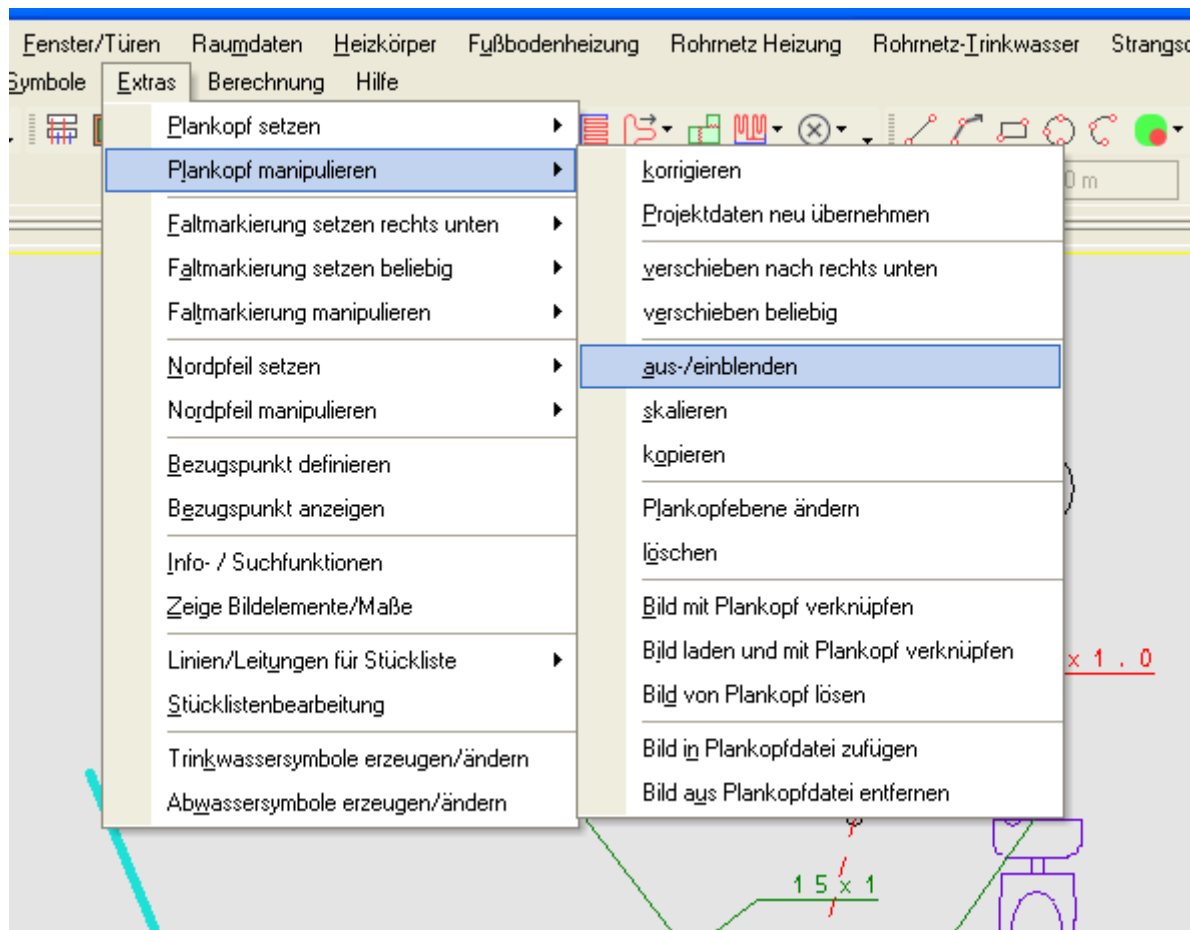 Fenster/Türen Raumdaten Heizkörper Fußbodenheizung Rohrnetz Heizung Rohrnetz-Trinkwasser Strangsc
Symbole Extras Berechnung Hilfe
Plankopf setzen
Plankopf manipulieren
Faltmarkierung setzen rechts unten
Faltmarkierung setzen beliebig
Faltmarkierung manipulieren
Nordpfeil setzen
Nordpfeil manipulieren
Bezugspunkt definieren
Bezugspunkt anzeigen
Info- / Suchfunktionen
Zeige Bildelemente/Maße
Linien/Leitungen für Stückliste
Stücklistenbearbeitung
Trinkwassersymbole erzeugen/ändern
Abwassersymbole erzeugen/ändern
korrigieren
Projektdaten neu übernehmen
verschieben nach rechts unten
verschieben beliebig
aus-/einblenden
skalieren
kopieren
Plankopfebene ändern
löschen
Bild mit Plankopf verknüpfen
Bild laden und mit Plankopf verknüpfen
Bild von Plankopf lösen
Bild in Plankopfdatei zufügen
Bild aus Plankopfdatei entfernen
0 m
x 1 . 0
1 5 x 1